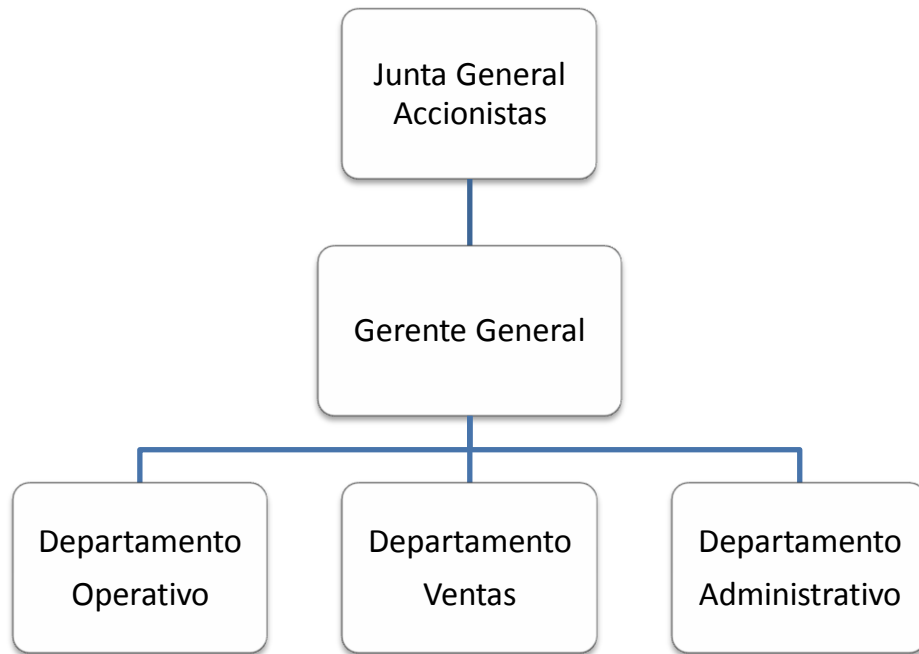 Junta General
Accionistas
Gerente General
Departamento
Operativo
Departamento
Ventas
Departamento
Administrativo